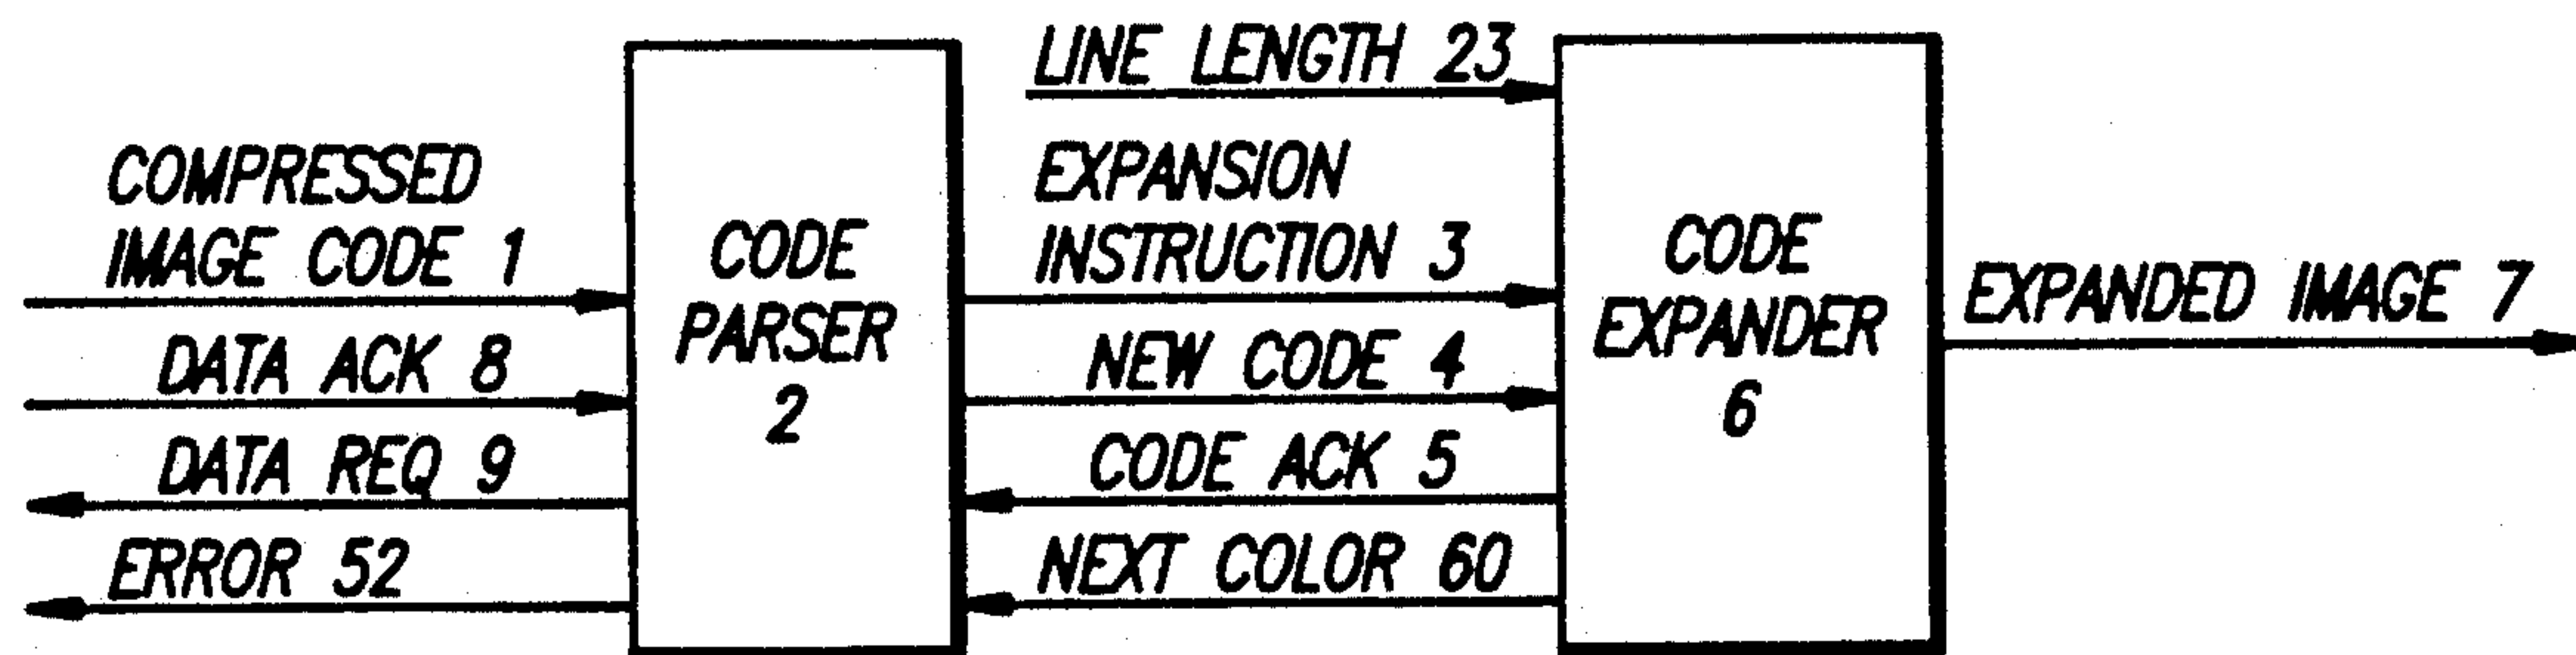 COMPRESSED
IMAGE CODE 1
DATA ACK 8
DATA REQ 9
ERROR 52
CODE
PARSER
2
LINE LENGTH 23
EXPANSION
INSTRUCTION 3
NEW CODE 4
CODE ACK 5
NEXT COLOR 60
CODE
EXPANDER
6
EXPANDED IMAGE 7